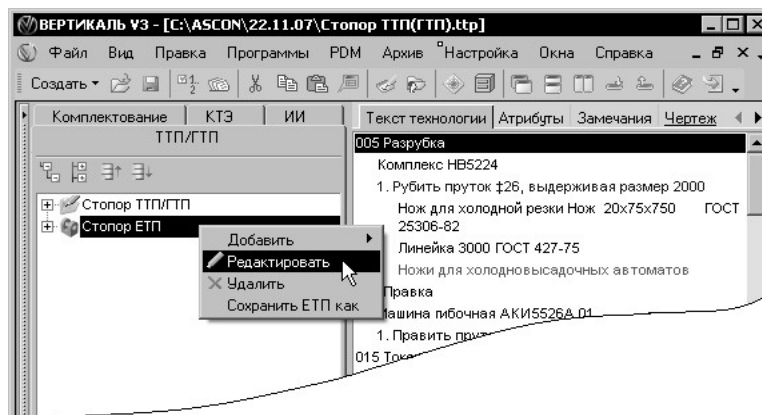 ВЕРТИКАЛЬ V3 - [C:\ASCON\22.11.07\Стопор ТТП(ГТП).ttp]
Файл Вид Правка Программы PDM Архив Настройка Окна Справка
Создать
Комплектование КТЭ ИИ
ТТП/ГТП
Стопор ТТП/ГТП
Стопор ЕТП
Добавить
Редактировать
Удалить
Сохранить ЕТП как
Текст технологии Атрибуты Замечания Чертеж
005 Разрубка
Комплекс НВ5224
1. Рубить пруток ‡26, выдерживая размер 2000
Нож для холодной резки Нож 20х75х750 ГОСТ
25306-82
Линейка 3000 ГОСТ 427-75
Ножи для холодновысадочных автоматов
Правка
гибочная АКИ5526А.01
1. Править
015